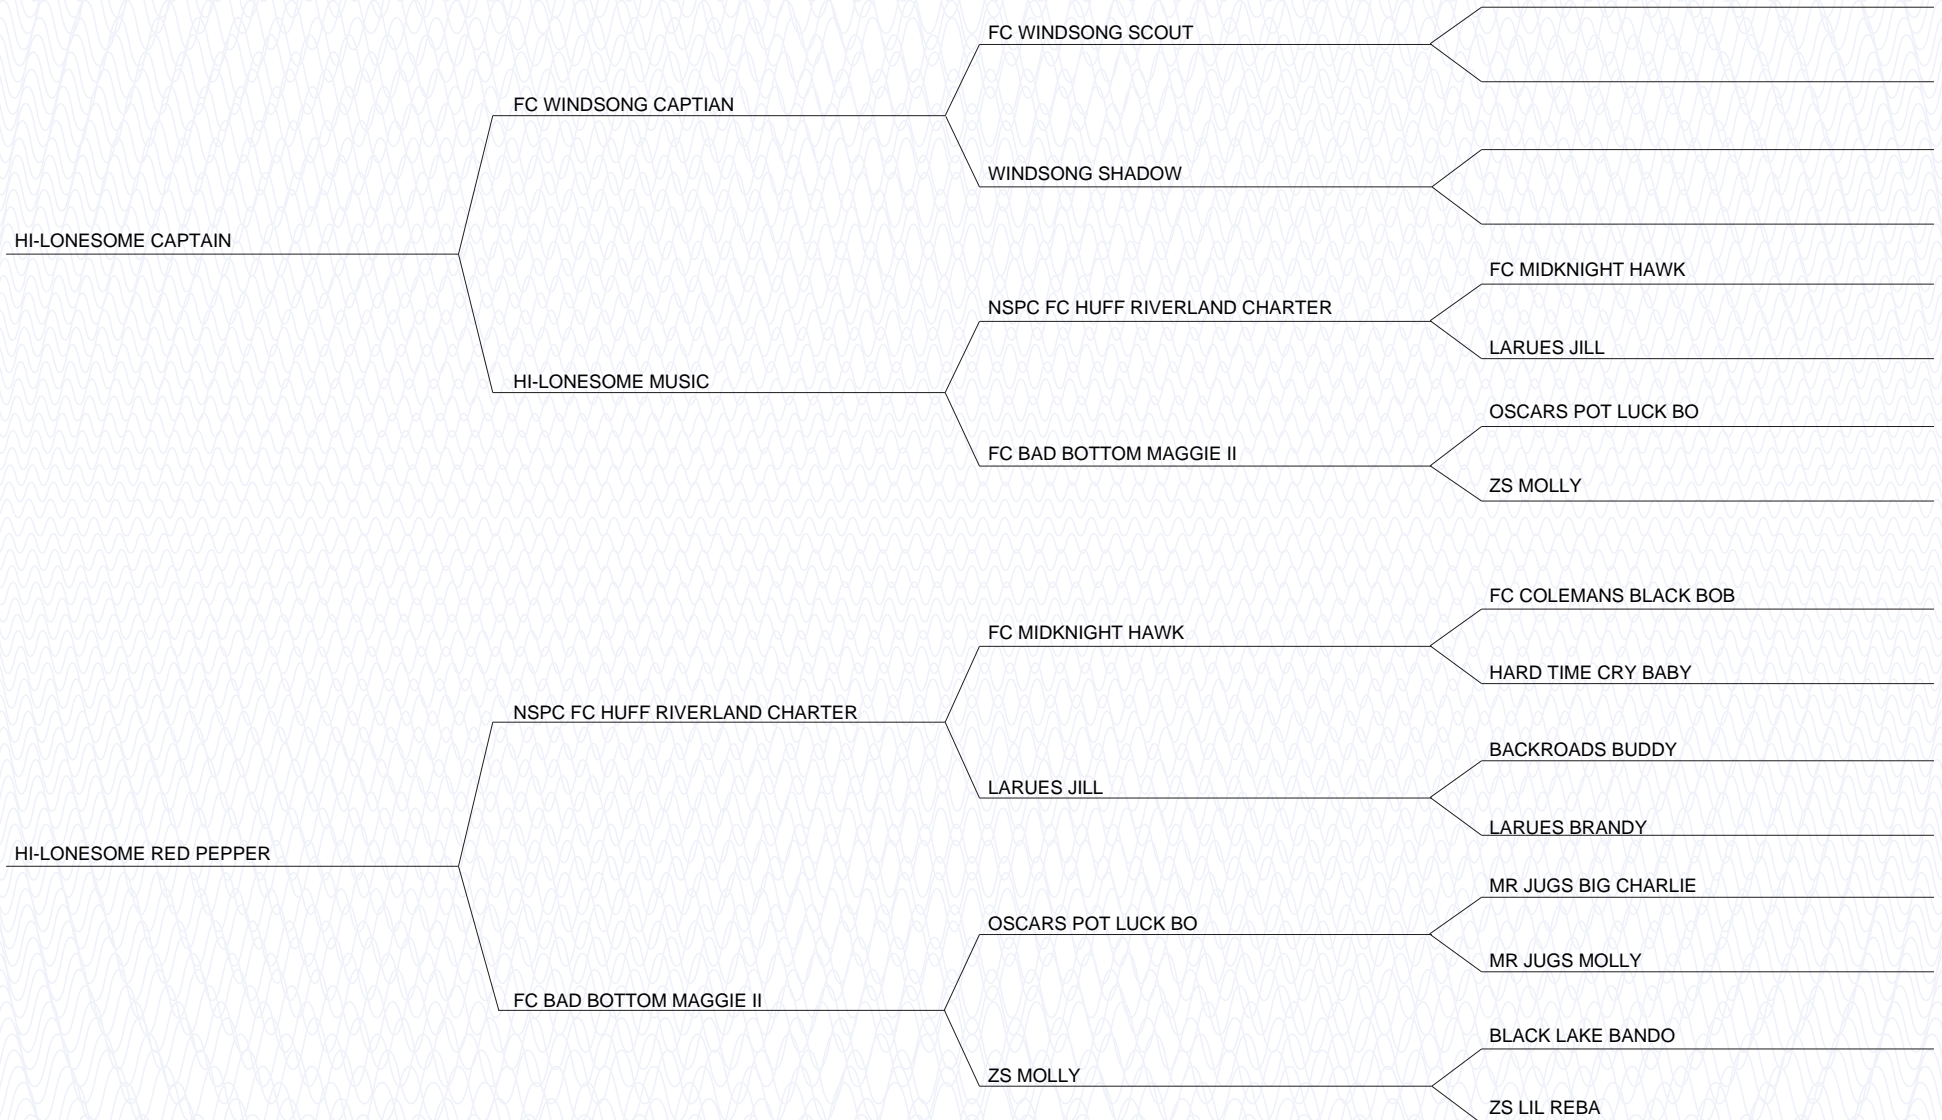 FC WINDSONG SCOUT
FC WINDSONG CAPTIAN
WINDSONG SHADOW
HI-LONESOME CAPTAIN
FC MIDKNIGHT HAWK
NSPC FC HUFF RIVERLAND CHARTER
LARUES JILL
HI-LONESOME MUSIC
OSCARS POT LUCK BO
FC BAD BOTTOM MAGGIE II
ZS MOLLY
FC COLEMANS BLACK BOB
FC MIDKNIGHT HAWK
HARD TIME CRY BABY
NSPC FC HUFF RIVERLAND CHARTER
BACKROADS BUDDY
LARUES JILL
LARUES BRANDY
HI-LONESOME RED PEPPER
MR JUGS BIG CHARLIE
OSCARS POT LUCK BO
MR JUGS MOLLY
FC BAD BOTTOM MAGGIE II
BLACK LAKE BANDO
ZS MOLLY
ZS LIL REBA